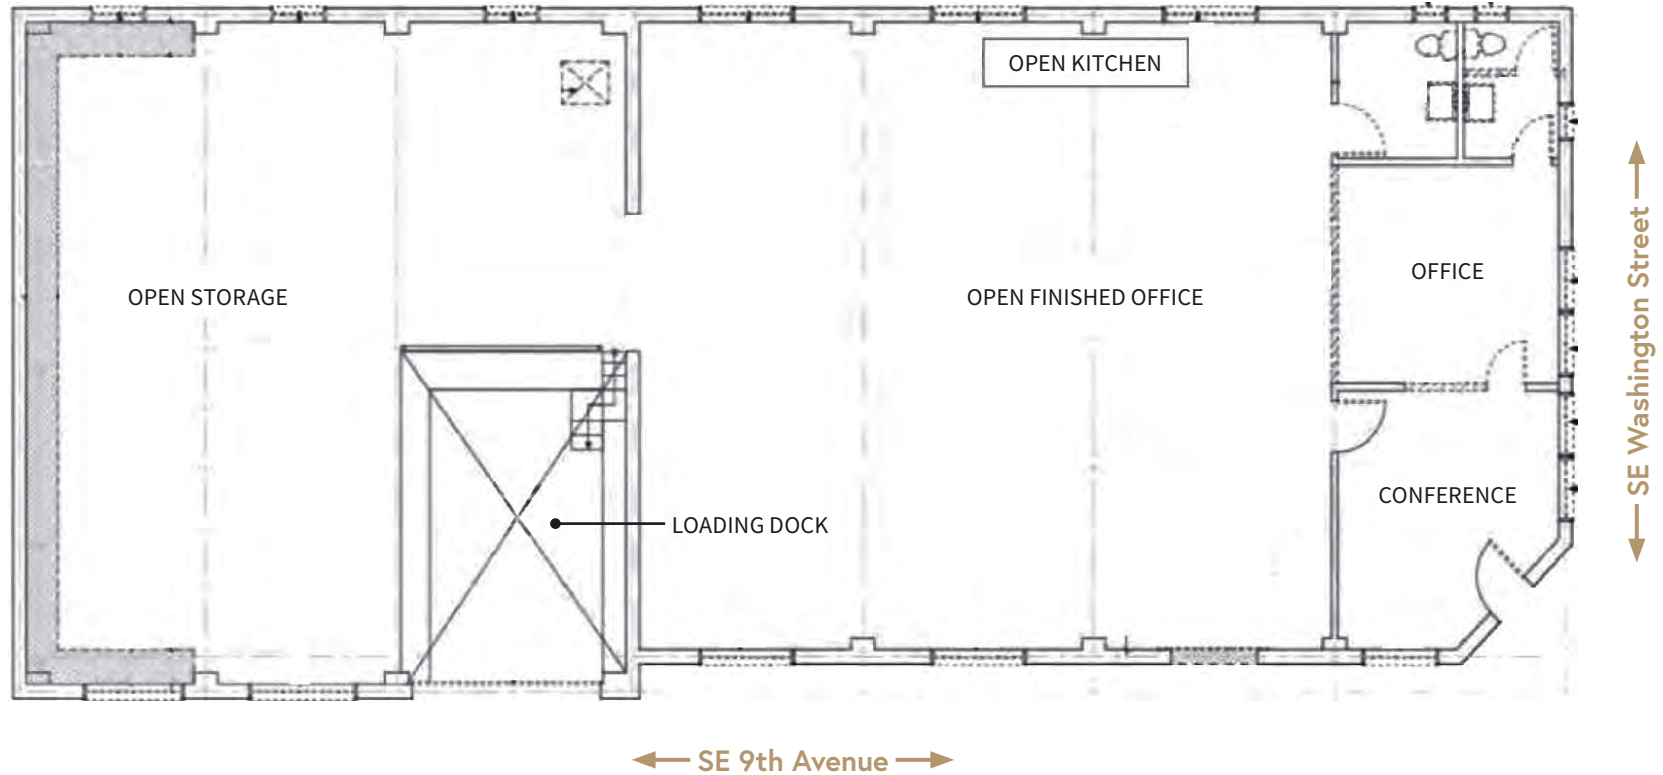 OPEN KITCHEN
OFFICE
OPEN STORAGE
OPEN FINISHED OFFICE
CONFERENCE
LOADING DOCK
SE Washington Street
SE 9th Avenue